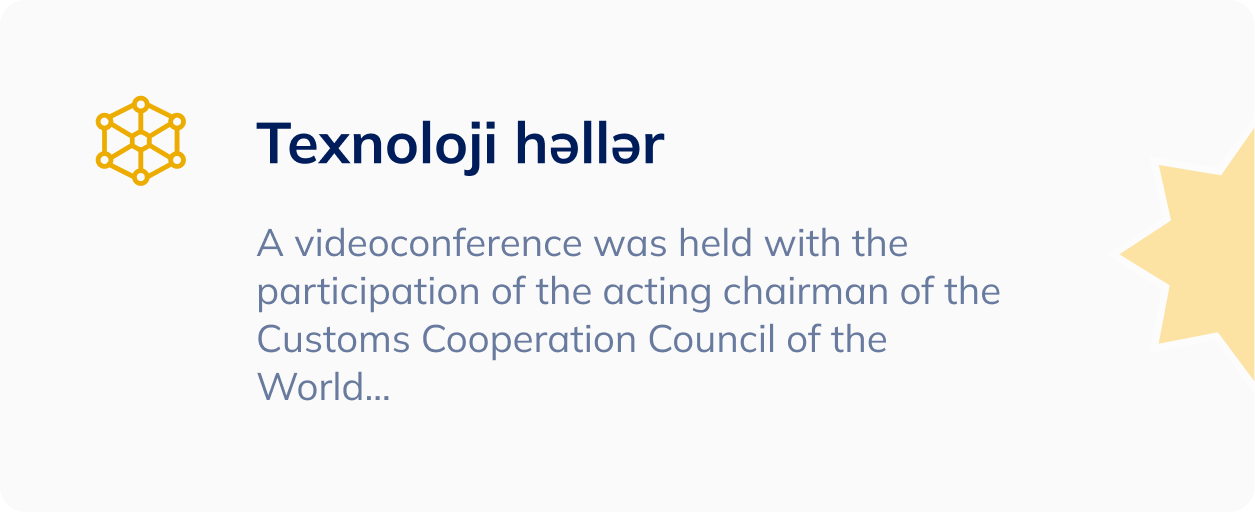 Texnoloji həllər
A videoconference was held with the
participation of the acting chairman of the
Customs Cooperation Council of the
World...